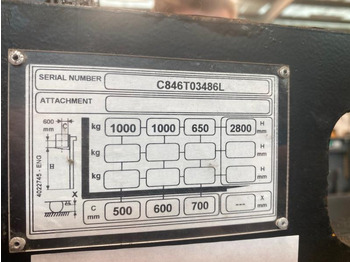 SERIAL NUMBER C846T03486L
ATTACHMENT
600 mm
kg 1000 1000 650 2800 H mm
H kg H mm
kg H mm
X
C mm 500 600 700 --- X mm
4022745 - ENG